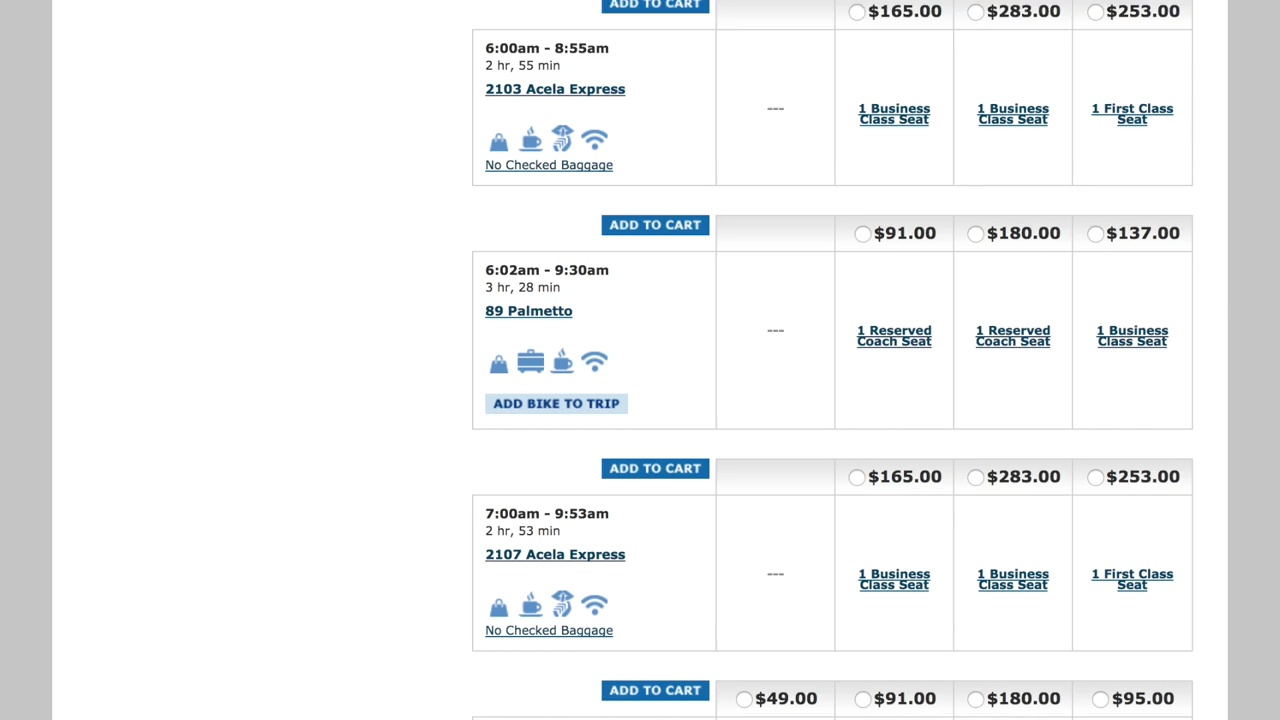 ADD TO CART
$165.00 $283.00 $253.00
6:00am - 8:55am
2 hr, 55 min
2103 Acela Express
---
1 Business
Class Seat
1 Business
Class Seat
1 First Class
Seat
No Checked Baggage
ADD TO CART
$91.00 $180.00 $137.00
6:02am - 9:30am
3 hr, 28 min
89 Palmetto
---
1 Reserved
Coach Seat
1 Reserved
Coach Seat
1 Business
Class Seat
ADD BIKE TO TRIP
ADD TO CART
$165.00 $283.00 $253.00
7:00am - 9:53am
2 hr, 53 min
2107 Acela Express
---
1 Business
Class Seat
1 Business
Class Seat
1 First Class
Seat
No Checked Baggage
ADD TO CART
$49.00 $91.00 $180.00 $95.00